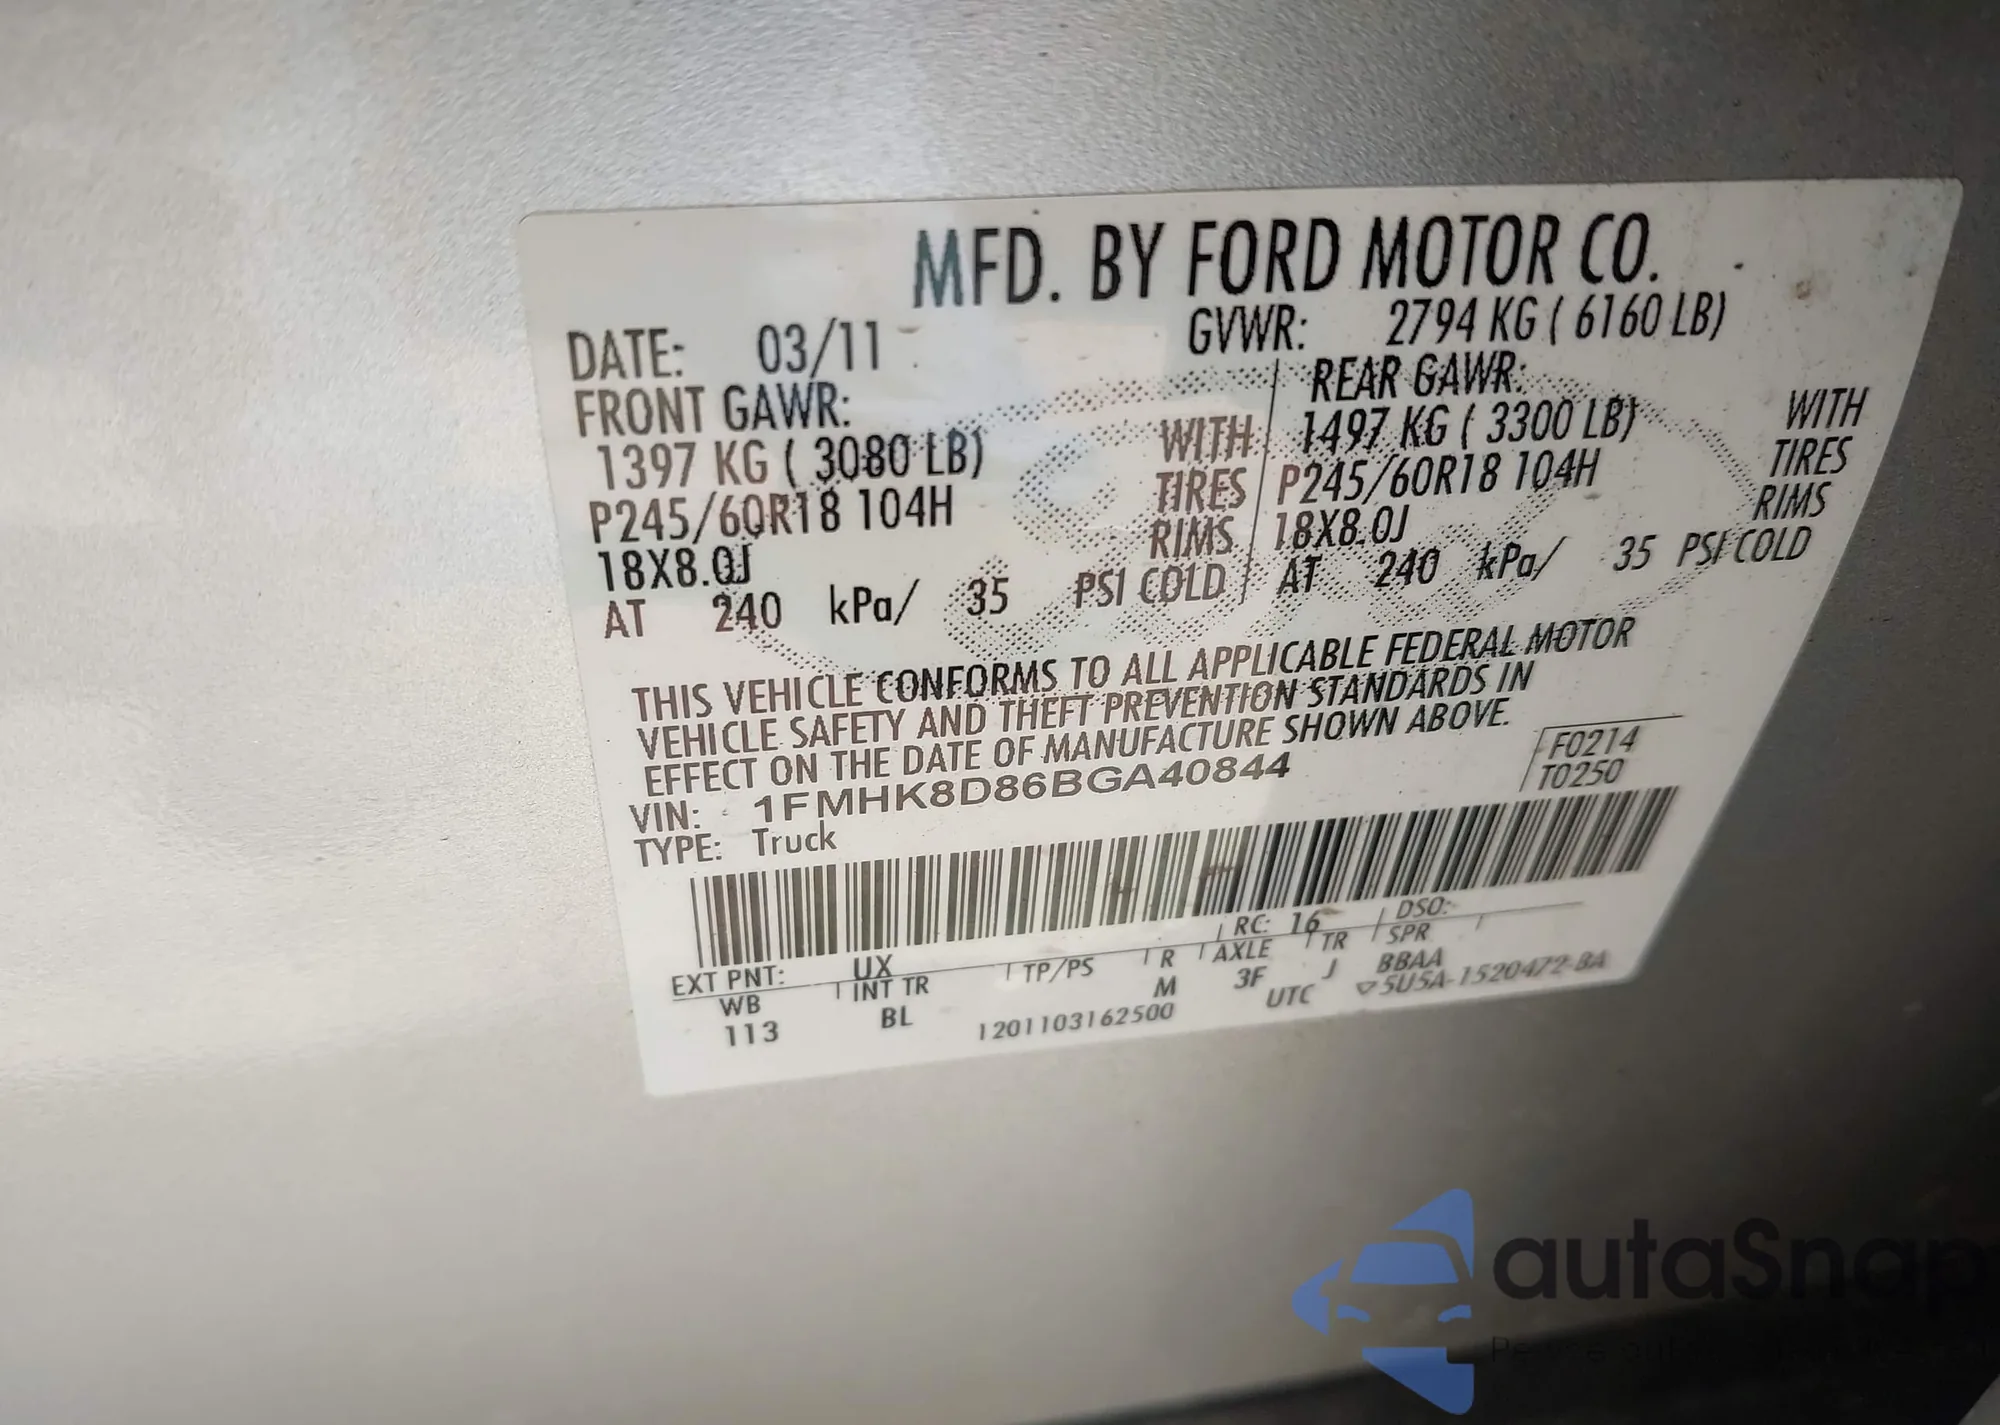 MFD. BY FORD MOTOR CO.
DATE: 03/11 GVWR: 2794 KG ( 6160 LB)
FRONT GAWR: REAR GAWR:
1397 KG ( 3080 LB) WITH 1497 KG ( 3300 LB) WITH
P245/60R18 104H TIRES P245/60R18 104H TIRES
18X8.0J RIMS 18X8.0J RIMS
AT 240 kPa/ 35 PSI COLD AT 240 kPa/ 35 PSI COLD
THIS VEHICLE CONFORMS TO ALL APPLICABLE FEDERAL MOTOR
VEHICLE SAFETY AND THEFT PREVENTION STANDARDS IN
EFFECT ON THE DATE OF MANUFACTURE SHOWN ABOVE.
VIN: 1FMHK8D86BGA40844 F0214
TYPE: Truck T0250
EXT PNT: UX RC: 16 DSO:
WB INT TR TP/PS R AXLE TR SPR
113 BL M 3F J BBAA
1201103162500 UTC ▽5U5A-1520472-BA
autaSnap